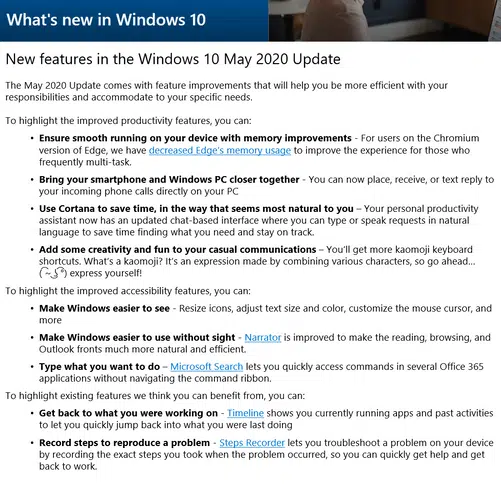 What's new in Windows 10
New features in the Windows 10 May 2020 Update
The May 2020 Update comes with feature improvements that will help you be more efficient with your
responsibilities and accommodate to your specific needs.
To highlight the improved productivity features, you can:
• Ensure smooth running on your device with memory improvements - For users on the Chromium
version of Edge, we have decreased Edge's memory usage to improve the experience for those who
frequently multi-task.
• Bring your smartphone and Windows PC closer together - You can now place, receive, or text reply to
your incoming phone calls directly on your PC
• Use Cortana to save time, in the way that seems most natural to you – Your personal productivity
assistant now has an updated chat-based interface where you can type or speak requests in natural
language to save time finding what you need and stay on track.
• Add some creativity and fun to your casual communications – You'll get more kaomoji keyboard
shortcuts. What's a kaomoji? It's an expression made by combining various characters, so go ahead…
( ͡~ ͜ʖ ͡°) express yourself!
To highlight the improved accessibility features, you can:
• Make Windows easier to see - Resize icons, adjust text size and color, customize the mouse cursor, and
more
• Make Windows easier to use without sight - Narrator is improved to make the reading, browsing, and
Outlook fronts much more natural and efficient.
• Type what you want to do – Microsoft Search lets you quickly access commands in several Office 365
applications without navigating the command ribbon.
To highlight existing features we think you can benefit from, you can:
• Get back to what you were working on - Timeline shows you currently running apps and past activities
to let you quickly jump back into what you were last doing
• Record steps to reproduce a problem - Steps Recorder lets you troubleshoot a problem on your device
by recording the exact steps you took when the problem occurred, so you can quickly get help and get
back to work.